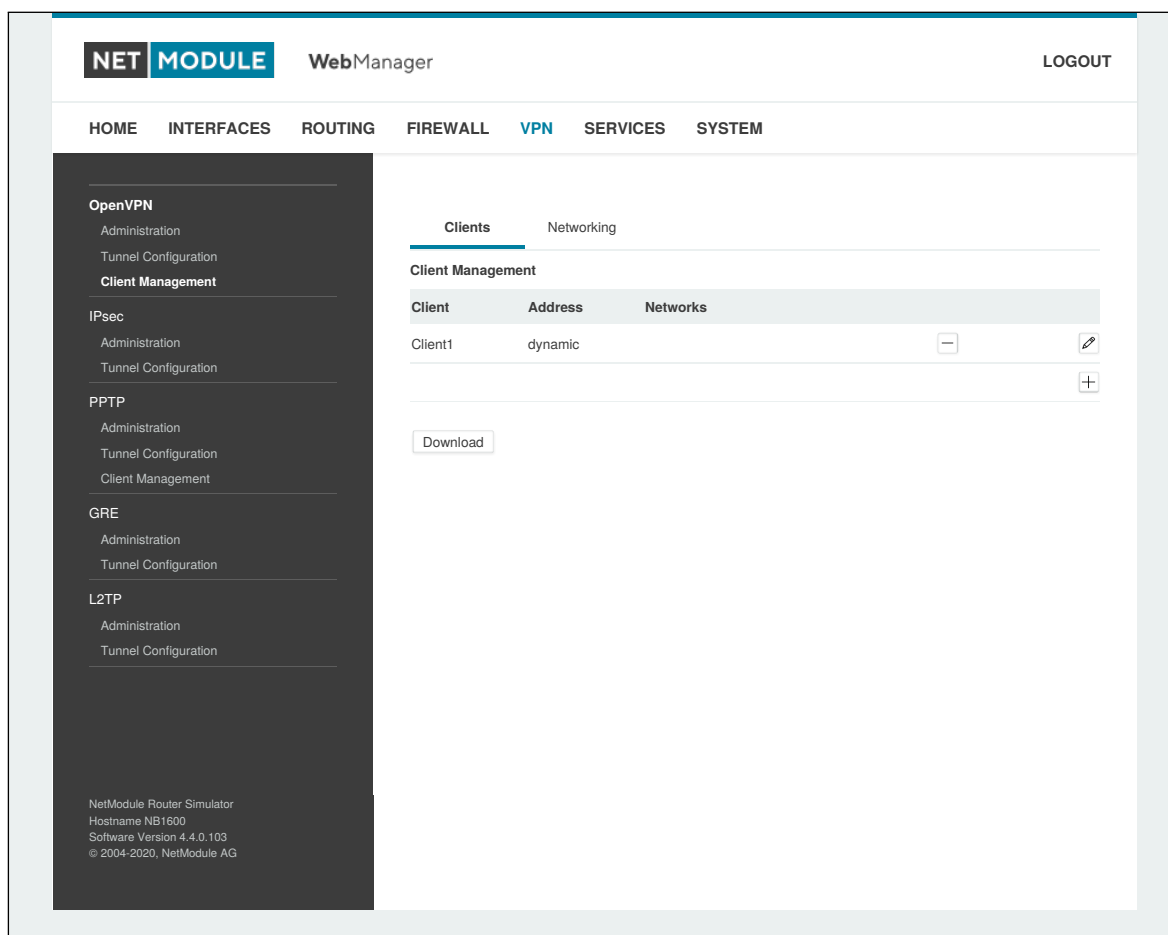 NET MODULE WebManager LOGOUT
HOME INTERFACES ROUTING FIREWALL VPN SERVICES SYSTEM
OpenVPN
Administration
Tunnel Configuration
Client Management
IPsec
Administration
Tunnel Configuration
PPTP
Administration
Tunnel Configuration
Client Management
GRE
Administration
Tunnel Configuration
L2TP
Administration
Tunnel Configuration
NetModule Router Simulator
Hostname NB1600
Software Version 4.4.0.103
© 2004-2020, NetModule AG
Clients Networking
Client Management
Client Address Networks
Client1 dynamic
Download